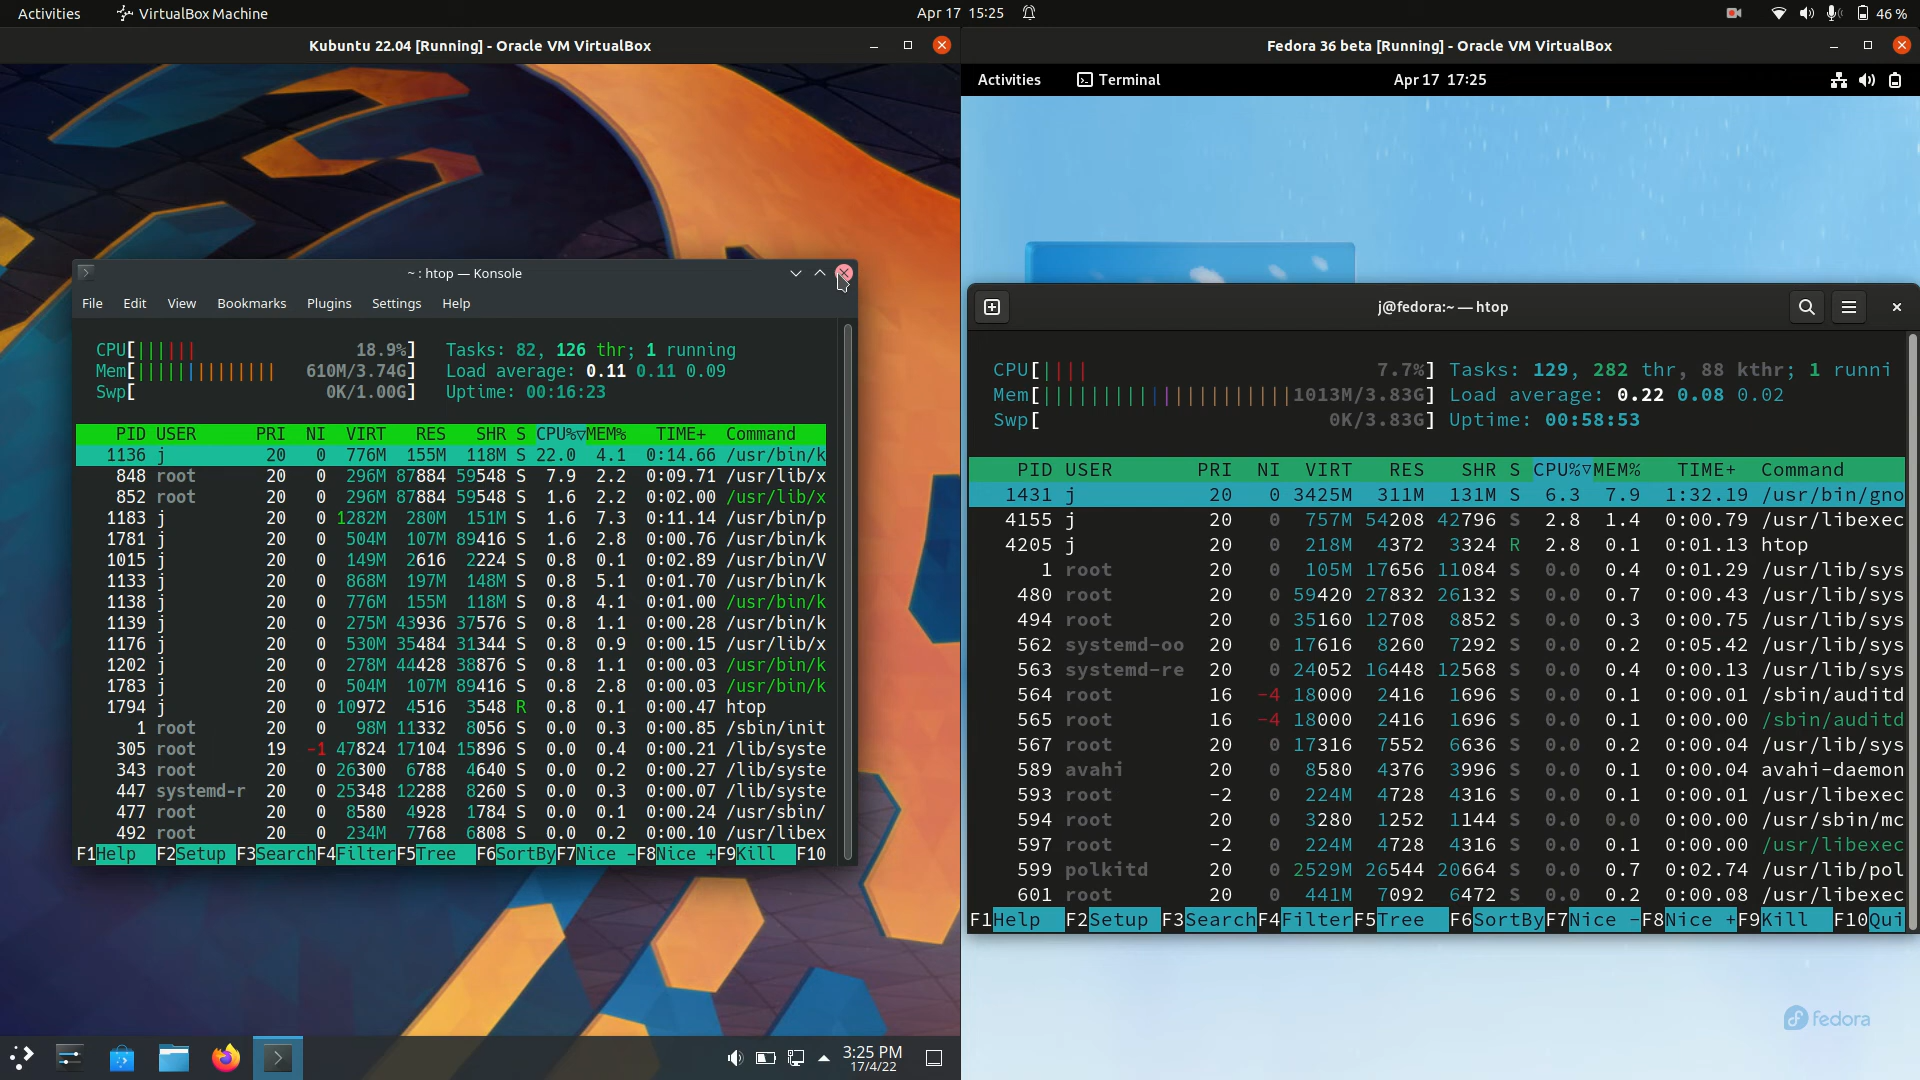 Activities VirtualBox Machine Apr 17 15:25 46 %
Kubuntu 22.04 [Running] - Oracle VM VirtualBox
~ : htop — Konsole
File Edit View Bookmarks Plugins Settings Help
CPU[||||||| 18.9%] Tasks: 82, 126 thr; 1 running
Mem[|||||||||||||| 610M/3.74G] Load average: 0.11 0.11 0.09
Swp[ 0K/1.00G] Uptime: 00:16:23
PID USER PRI NI VIRT RES SHR S CPU%▽MEM% TIME+ Command
1136 j 20 0 776M 155M 118M S 22.0 4.1 0:14.66 /usr/bin/k
848 root 20 0 296M 87884 59548 S 7.9 2.2 0:09.71 /usr/lib/x
852 root 20 0 296M 87884 59548 S 1.6 2.2 0:02.00 /usr/lib/x
1183 j 20 0 1282M 280M 151M S 1.6 7.3 0:11.14 /usr/bin/p
1781 j 20 0 504M 107M 89416 S 1.6 2.8 0:00.76 /usr/bin/k
1015 j 20 0 149M 2616 2224 S 0.8 0.1 0:02.89 /usr/bin/V
1133 j 20 0 868M 197M 148M S 0.8 5.1 0:01.70 /usr/bin/k
1138 j 20 0 776M 155M 118M S 0.8 4.1 0:01.00 /usr/bin/k
1139 j 20 0 275M 43936 37576 S 0.8 1.1 0:00.28 /usr/bin/k
1176 j 20 0 530M 35484 31344 S 0.8 0.9 0:00.15 /usr/lib/x
1202 j 20 0 278M 44428 38876 S 0.8 1.1 0:00.03 /usr/bin/k
1783 j 20 0 504M 107M 89416 S 0.8 2.8 0:00.03 /usr/bin/k
1794 j 20 0 10972 4516 3548 R 0.8 0.1 0:00.47 htop
1 root 20 0 98M 11332 8056 S 0.0 0.3 0:00.85 /sbin/init
305 root 19 -1 47824 17104 15896 S 0.0 0.4 0:00.21 /lib/syste
343 root 20 0 26300 6788 4640 S 0.0 0.2 0:00.27 /lib/syste
447 systemd-r 20 0 25348 12288 8260 S 0.0 0.3 0:00.07 /lib/syste
477 root 20 0 8580 4928 1784 S 0.0 0.1 0:00.24 /usr/sbin/
492 root 20 0 234M 7768 6808 S 0.0 0.2 0:00.10 /usr/libex
F1Help F2Setup F3SearchF4FilterF5Tree F6SortByF7Nice -F8Nice +F9Kill F10
3:25 PM
17/4/22
Fedora 36 beta [Running] - Oracle VM VirtualBox
Activities Terminal Apr 17 17:25
j@fedora:~ — htop
CPU[|||| 7.7%] Tasks: 129, 282 thr, 88 kthr; 1 runni
Mem[|||||||||||||||||||||1013M/3.83G] Load average: 0.22 0.08 0.02
Swp[ 0K/3.83G] Uptime: 00:58:53
PID USER PRI NI VIRT RES SHR S CPU%▽MEM% TIME+ Command
1431 j 20 0 3425M 311M 131M S 6.3 7.9 1:32.19 /usr/bin/gno
4155 j 20 0 757M 54208 42796 S 2.8 1.4 0:00.79 /usr/libexec
4205 j 20 0 218M 4372 3324 R 2.8 0.1 0:01.13 htop
1 root 20 0 105M 17656 11084 S 0.0 0.4 0:01.29 /usr/lib/sys
480 root 20 0 59420 27832 26132 S 0.0 0.7 0:00.43 /usr/lib/sys
494 root 20 0 35160 12708 8852 S 0.0 0.3 0:00.75 /usr/lib/sys
562 systemd-oo 20 0 17616 8260 7292 S 0.0 0.2 0:05.42 /usr/lib/sys
563 systemd-re 20 0 24052 16448 12568 S 0.0 0.4 0:00.13 /usr/lib/sys
564 root 16 -4 18000 2416 1696 S 0.0 0.1 0:00.01 /sbin/auditd
565 root 16 -4 18000 2416 1696 S 0.0 0.1 0:00.00 /sbin/auditd
567 root 20 0 17316 7552 6636 S 0.0 0.2 0:00.04 /usr/lib/sys
589 avahi 20 0 8580 4376 3996 S 0.0 0.1 0:00.04 avahi-daemon
593 root -2 0 224M 4728 4316 S 0.0 0.1 0:00.01 /usr/libexec
594 root 20 0 3280 1252 1144 S 0.0 0.0 0:00.00 /usr/sbin/mc
597 root -2 0 224M 4728 4316 S 0.0 0.1 0:00.00 /usr/libexec
599 polkitd 20 0 2529M 26544 20664 S 0.0 0.7 0:02.74 /usr/lib/pol
601 root 20 0 441M 7092 6472 S 0.0 0.2 0:00.08 /usr/libexec
F1Help F2Setup F3SearchF4FilterF5Tree F6SortByF7Nice -F8Nice +F9Kill F10Qui
fedora